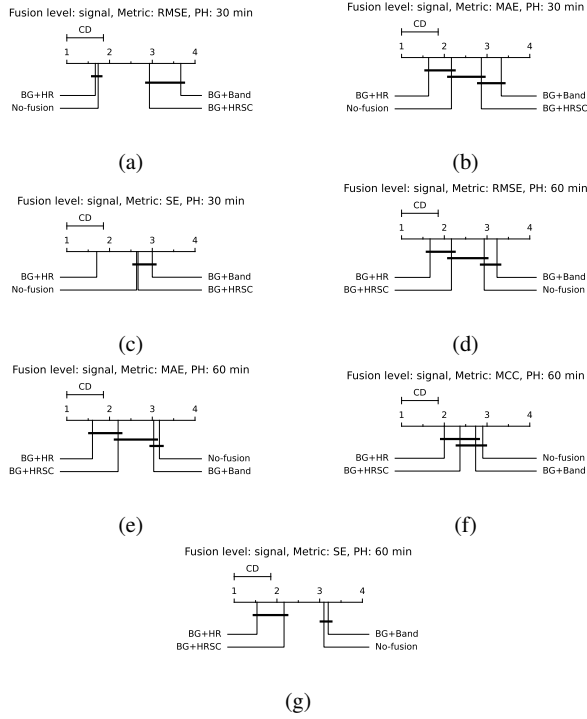 Fusion level: signal, Metric: RMSE, PH: 30 min
CD
1 2 3 4
BG+HR BG+Band
No-fusion BG+HRSC
(a)
Fusion level: signal, Metric: MAE, PH: 30 min
CD
1 2 3 4
BG+HR BG+Band
No-fusion BG+HRSC
(b)
Fusion level: signal, Metric: SE, PH: 30 min
CD
1 2 3 4
BG+HR BG+Band
No-fusion BG+HRSC
(c)
Fusion level: signal, Metric: RMSE, PH: 60 min
CD
1 2 3 4
BG+HR BG+Band
BG+HRSC No-fusion
(d)
Fusion level: signal, Metric: MAE, PH: 60 min
CD
1 2 3 4
BG+HR No-fusion
BG+HRSC BG+Band
(e)
Fusion level: signal, Metric: MCC, PH: 60 min
CD
1 2 3 4
BG+HR No-fusion
BG+HRSC BG+Band
(f)
Fusion level: signal, Metric: SE, PH: 60 min
CD
1 2 3 4
BG+HR BG+Band
BG+HRSC No-fusion
(g)